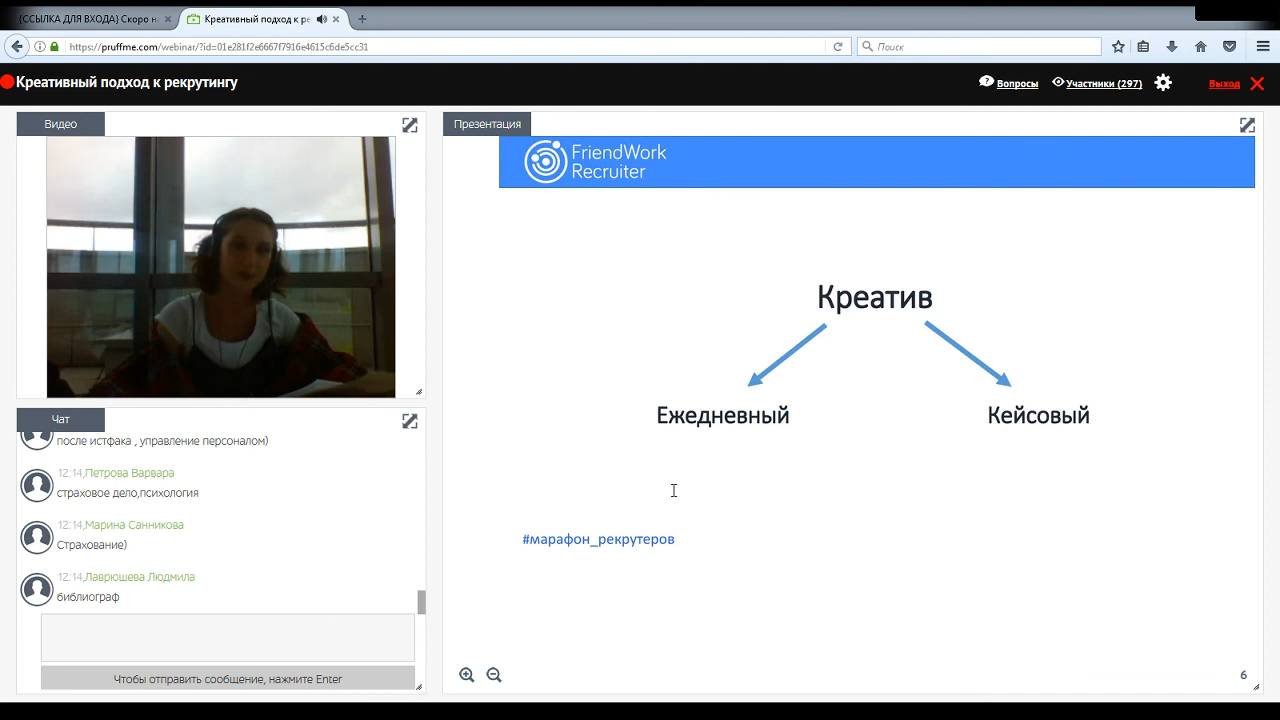 (ССЫЛКА ДЛЯ ВХОДА) Скоро н
Креативный подход к ре
https://pruffme.com/webinar/?id=01e281f2e6667f7916e4615c6de5cc31
Поиск
Креативный подход к рекрутингу
Вопросы
Участники (297)
Выход
Видео
Презентация
FriendWork
Recruiter
Креатив
Ежедневный
Кейсовый
#марафон_рекрутеров
6
Чат
после истфака , управление персоналом)
12:14,Петрова Варвара
страховое дело,психология
12:14,Марина Санникова
Страхование)
12:14,Лаврюшева Людмила
библиограф
Чтобы отправить сообщение, нажмите Enter